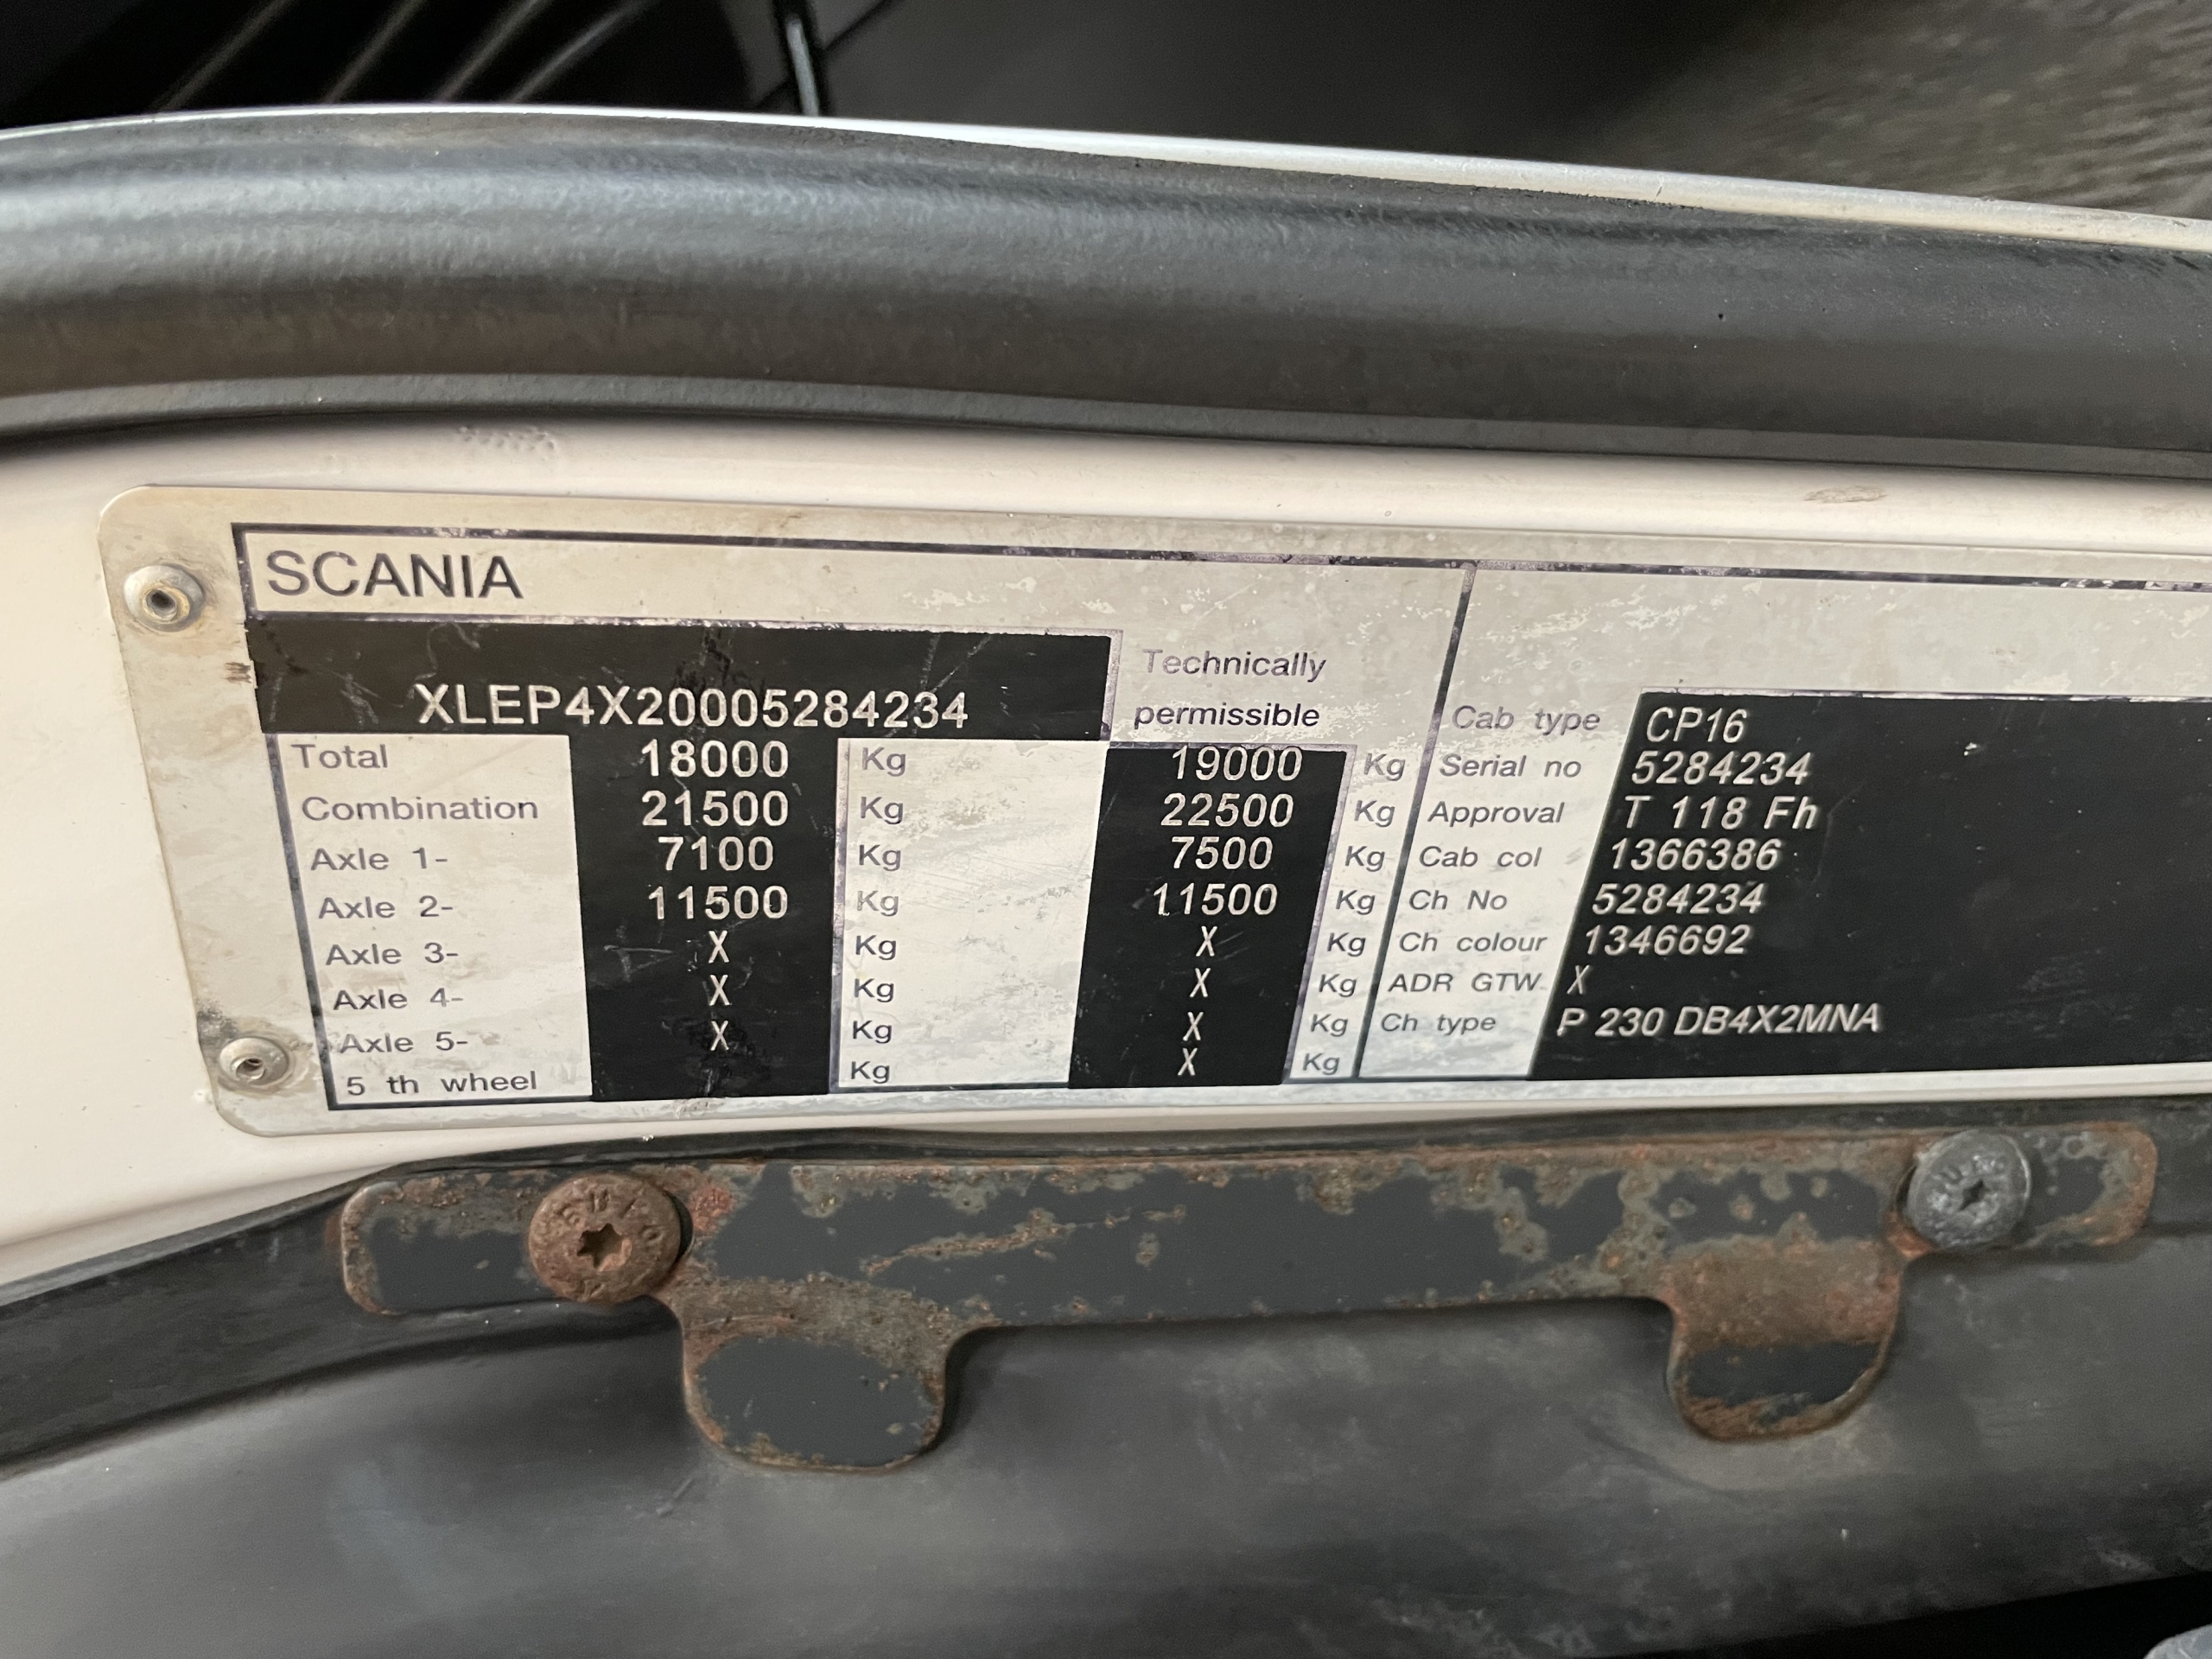 SCANIA
XLEP4X20005284234
Technically
permissible
Total 18000 Kg 19000 Kg
Combination 21500 Kg 22500 Kg
Axle 1- 7100 Kg 7500 Kg
Axle 2- 11500 Kg 11500 Kg
Axle 3- X Kg X Kg
Axle 4- X Kg X Kg
Axle 5- X Kg X Kg
5 th wheel Kg X Kg
Cab type CP16
Serial no 5284234
Approval T 118 Fh
Cab col 1366386
Ch No 5284234
Ch colour 1346692
ADR GTW X
Ch type P 230 DB4X2MNA